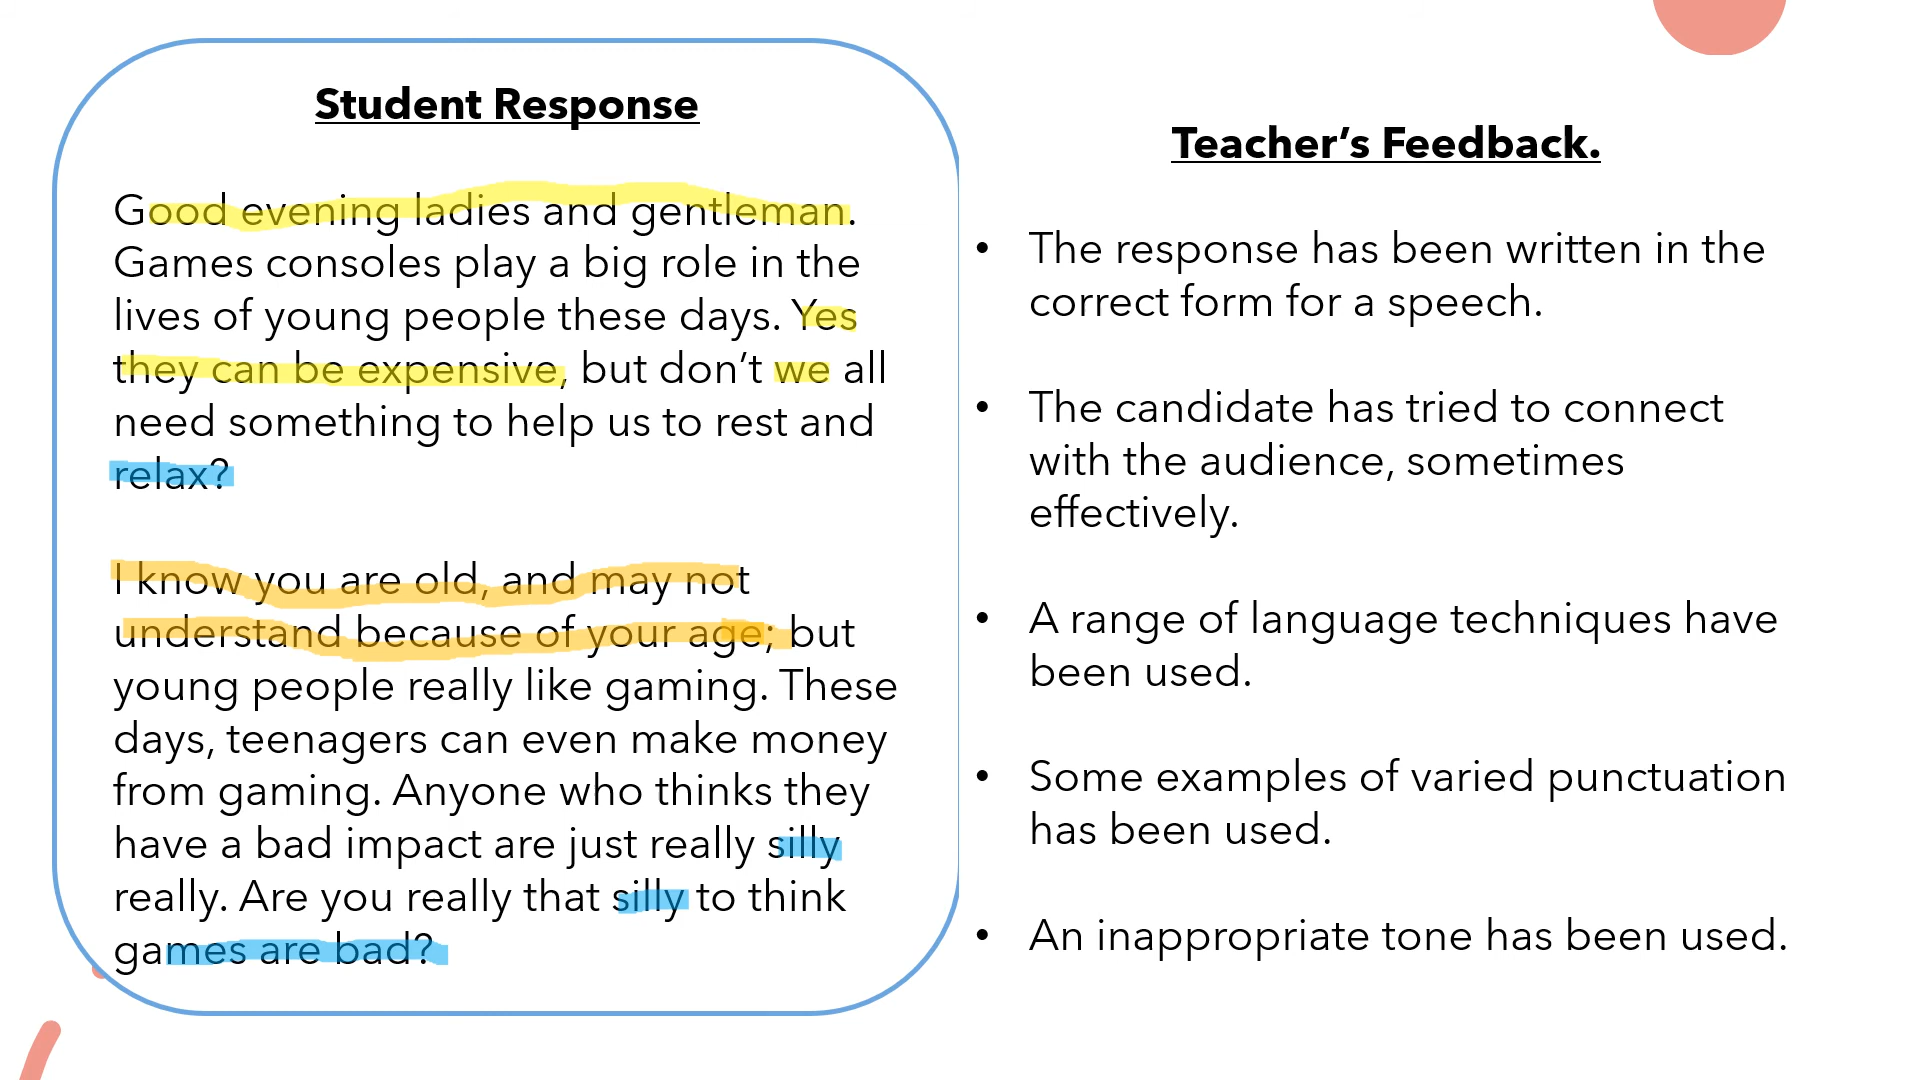 Student Response
Good evening ladies and gentleman.
Games consoles play a big role in the
lives of young people these days. Yes
they can be expensive, but don’t we all
need something to help us to rest and
relax?
I know you are old, and may not
understand because of your age; but
young people really like gaming. These
days, teenagers can even make money
from gaming. Anyone who thinks they
have a bad impact are just really silly
really. Are you really that silly to think
games are bad?
Teacher’s Feedback.
• The response has been written in the
correct form for a speech.
• The candidate has tried to connect
with the audience, sometimes
effectively.
• A range of language techniques have
been used.
• Some examples of varied punctuation
has been used.
• An inappropriate tone has been used.